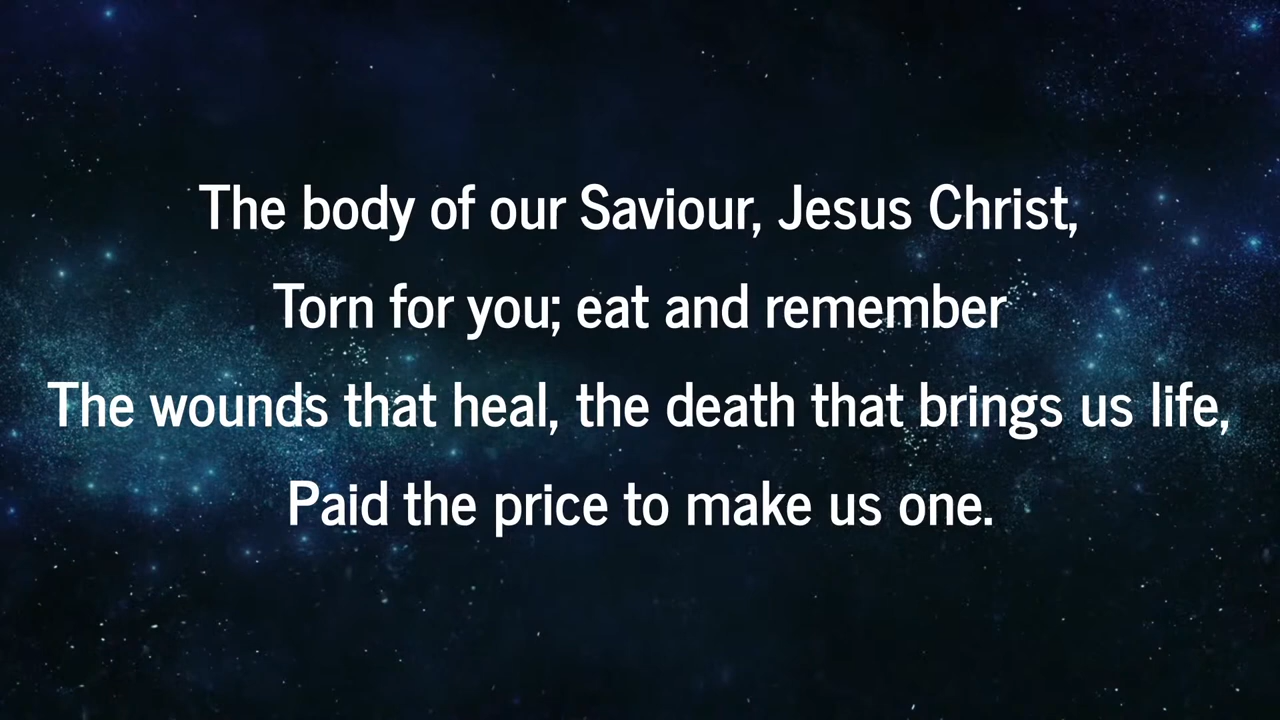 The body of our Saviour, Jesus Christ,
Torn for you; eat and remember
The wounds that heal, the death that brings us life,
Paid the price to make us one.